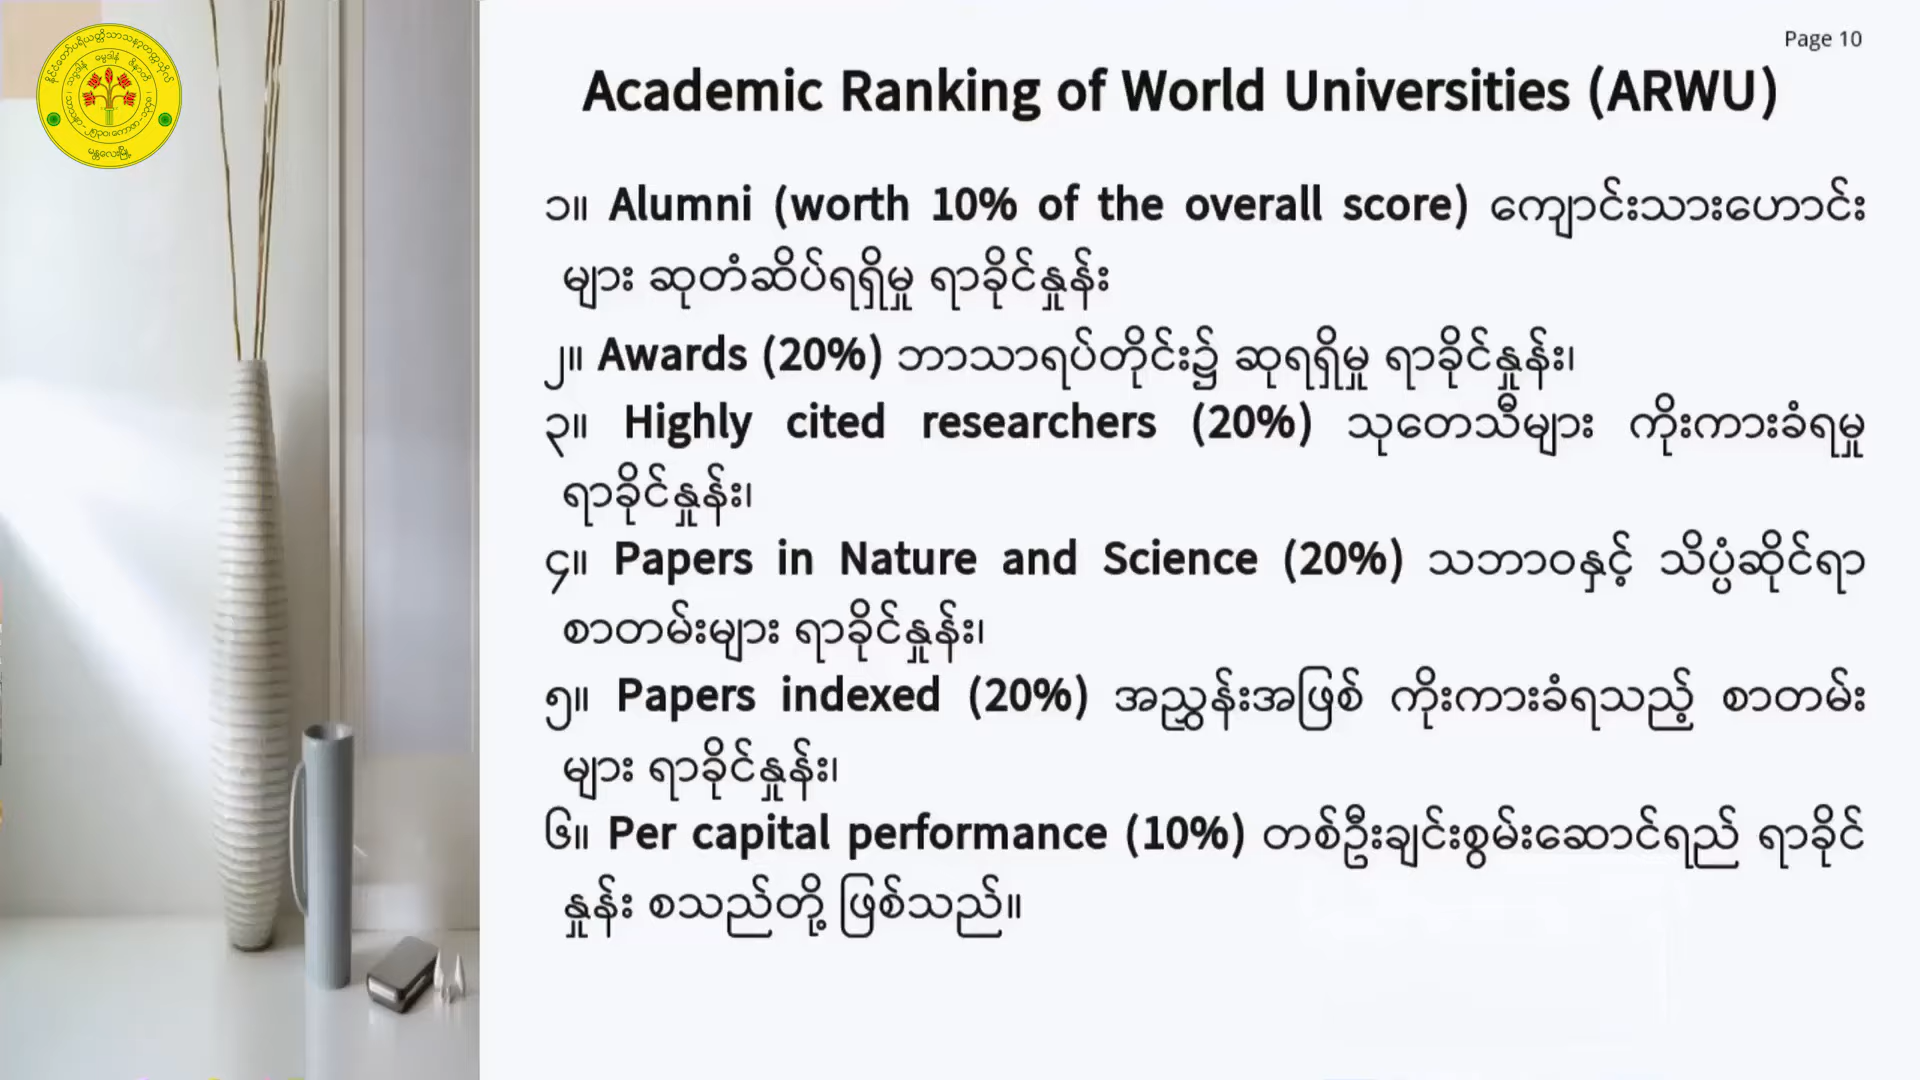 Page 10
Academic Ranking of World Universities (ARWU)
၁။ Alumni (worth 10% of the overall score) ကျောင်းသားဟောင်း
များ ဆုတံဆိပ်ရရှိမှု ရာခိုင်နှုန်း
၂။ Awards (20%) ဘာသာရပ်တိုင်း၌ ဆုရရှိမှု ရာခိုင်နှုန်း၊
၃။ Highly cited researchers (20%) သုတေသီများ ကိုးကားခံရမှု
ရာခိုင်နှုန်း၊
၄။ Papers in Nature and Science (20%) သဘာဝနှင့် သိပ္ပံဆိုင်ရာ
စာတမ်းများ ရာခိုင်နှုန်း၊
၅။ Papers indexed (20%) အညွှန်းအဖြစ် ကိုးကားခံရသည့် စာတမ်း
များ ရာခိုင်နှုန်း၊
၆။ Per capital performance (10%) တစ်ဦးချင်းစွမ်းဆောင်ရည် ရာခိုင်
နှုန်း စသည်တို့ ဖြစ်သည်။